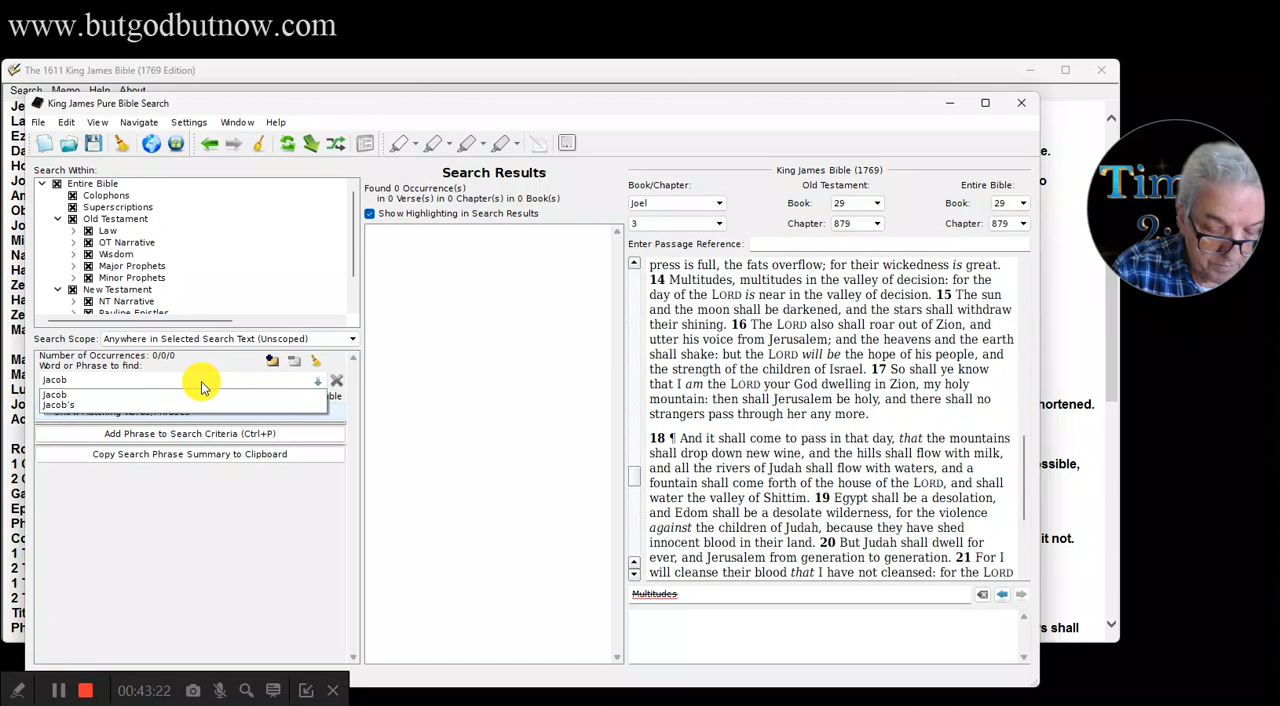 www.butgodbutnow.com
The 1611 King James Bible (1769 Edition)
Search Memo Help About
King James Pure Bible Search
File Edit View Navigate Settings Window Help
Search Within:
Entire Bible
Colophons
Superscriptions
Old Testament
Law
OT Narrative
Wisdom
Major Prophets
Minor Prophets
New Testament
NT Narrative
Pauline Epistles
Search Scope: Anywhere in Selected Search Text (Unscoped)
Number of Occurrences: 0/0/0
Word or Phrase to find:
Jacob
Jacob
Jacob's
Add Phrase to Search Criteria (Ctrl+P)
Copy Search Phrase Summary to Clipboard
Search Results
Found 0 Occurrence(s)
in 0 Verse(s) in 0 Chapter(s) in 0 Book(s)
Show Highlighting in Search Results
King James Bible (1769)
Book/Chapter: Old Testament: Entire Bible:
Joel Book: 29 Book: 29
3 Chapter: 879 Chapter: 879
Enter Passage Reference:
press is full, the fats overflow; for their wickedness is great.
14 Multitudes, multitudes in the valley of decision: for the
day of the LORD is near in the valley of decision. 15 The sun
and the moon shall be darkened, and the stars shall withdraw
their shining. 16 The LORD also shall roar out of Zion, and
utter his voice from Jerusalem; and the heavens and the earth
shall shake: but the LORD will be the hope of his people, and
the strength of the children of Israel. 17 So shall ye know
that I am the LORD your God dwelling in Zion, my holy
mountain: then shall Jerusalem be holy, and there shall no
strangers pass through her any more.
18 ¶ And it shall come to pass in that day, that the mountains
shall drop down new wine, and the hills shall flow with milk,
and all the rivers of Judah shall flow with waters, and a
fountain shall come forth of the house of the LORD, and shall
water the valley of Shittim. 19 Egypt shall be a desolation,
and Edom shall be a desolate wilderness, for the violence
against the children of Judah, because they have shed
innocent blood in their land. 20 But Judah shall dwell for
ever, and Jerusalem from generation to generation. 21 For I
will cleanse their blood that I have not cleansed: for the LORD
Multitudes
hortened.
it not.
s shall
Tim
2:
00:43:22